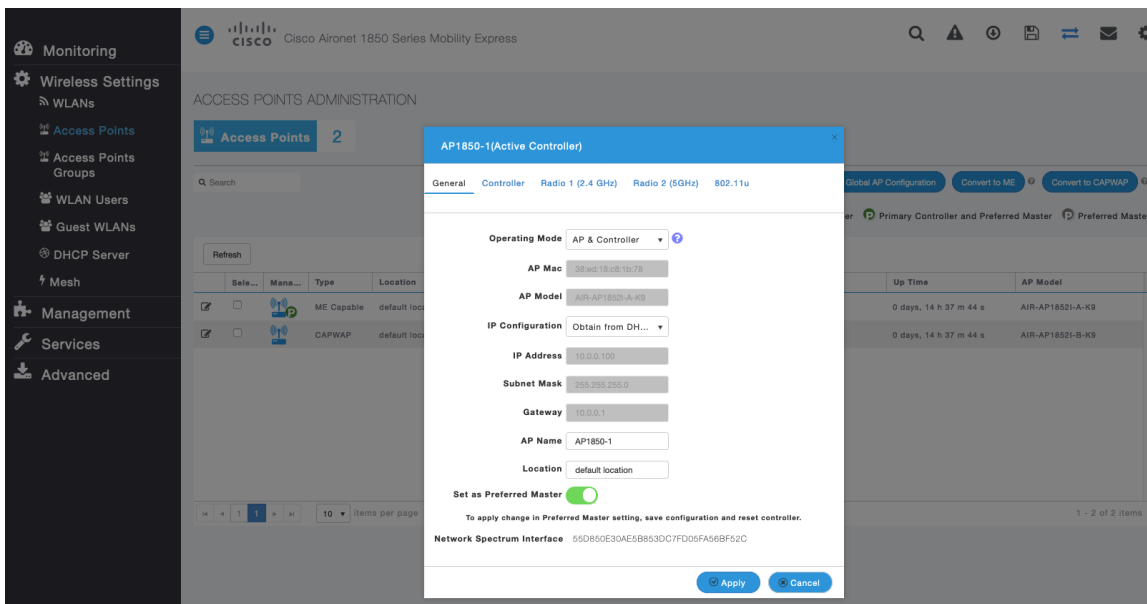 Monitoring
Wireless Settings
WLANs
Access Points
Access Points
Groups
WLAN Users
Guest WLANs
DHCP Server
Mesh
Management
Services
Advanced
CISCO Cisco Aironet 1850 Series Mobility Express
ACCESS POINTS ADMINISTRATION
Access Points 2
Search
Global AP Configuration Convert to ME Convert to CAPWAP
er P Primary Controller and Preferred Master P Preferred Maste
Refresh
Sele... Mana... Type Location Up Time AP Model
P ME Capable default loc 0 days, 14 h 37 m 44 s AIR-AP1852I-A-K9
CAPWAP default loc 0 days, 14 h 37 m 44 s AIR-AP1852I-B-K9
1 1 10 items per page 1 - 2 of 2 items
AP1850-1(Active Controller)
General Controller Radio 1 (2.4 GHz) Radio 2 (5GHz) 802.11u
Operating Mode AP & Controller ?
AP Mac 38:ed:18:c8:1b:78
AP Model AIR-AP1852I-A-K9
IP Configuration Obtain from DH...
IP Address 10.0.0.100
Subnet Mask 255.255.255.0
Gateway 10.0.0.1
AP Name AP1850-1
Location default location
Set as Preferred Master
To apply change in Preferred Master setting, save configuration and reset controller.
Network Spectrum Interface 55D850E30AE5B853DC7FD05FA56BF52C
Apply Cancel